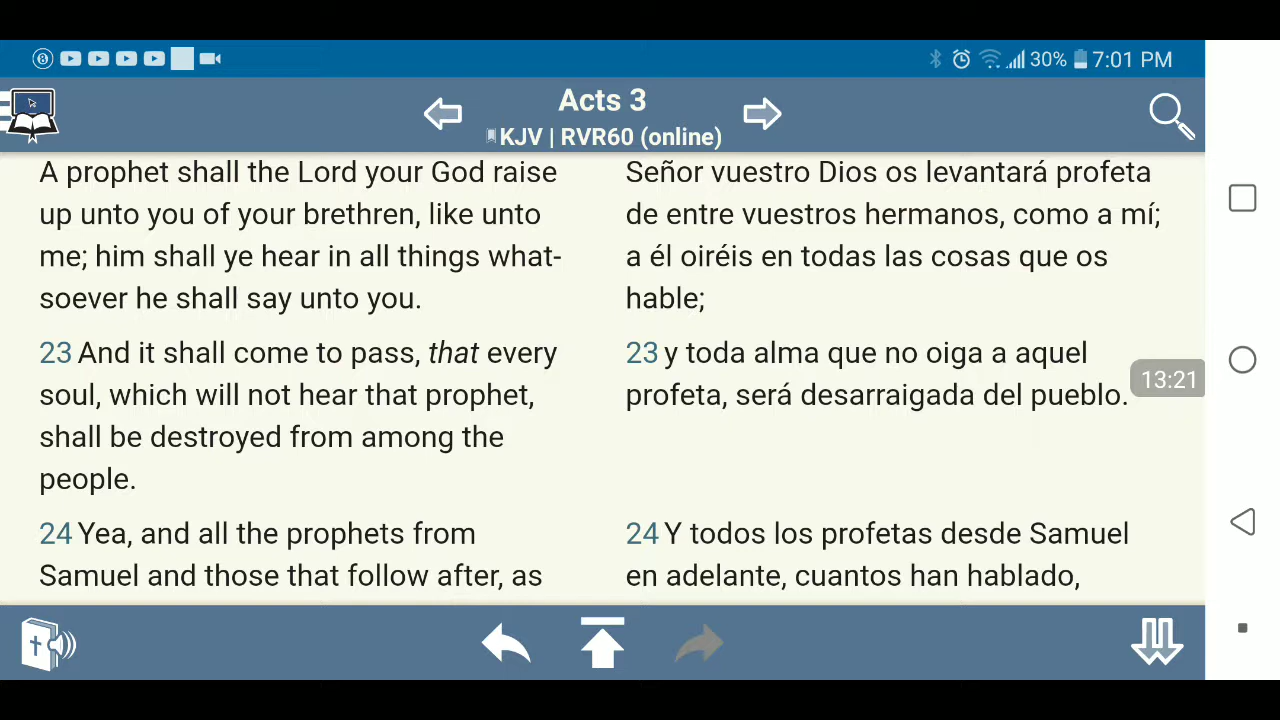 30% 7:01 PM
Acts 3
KJV | RVR60 (online)
A prophet shall the Lord your God raise
up unto you of your brethren, like unto
me; him shall ye hear in all things what-
soever he shall say unto you.
23 And it shall come to pass, that every
soul, which will not hear that prophet,
shall be destroyed from among the
people.
24 Yea, and all the prophets from
Samuel and those that follow after, as
Señor vuestro Dios os levantará profeta
de entre vuestros hermanos, como a mí;
a él oiréis en todas las cosas que os
hable;
23 y toda alma que no oiga a aquel
profeta, será desarraigada del pueblo.
24 Y todos los profetas desde Samuel
en adelante, cuantos han hablado,
13:21